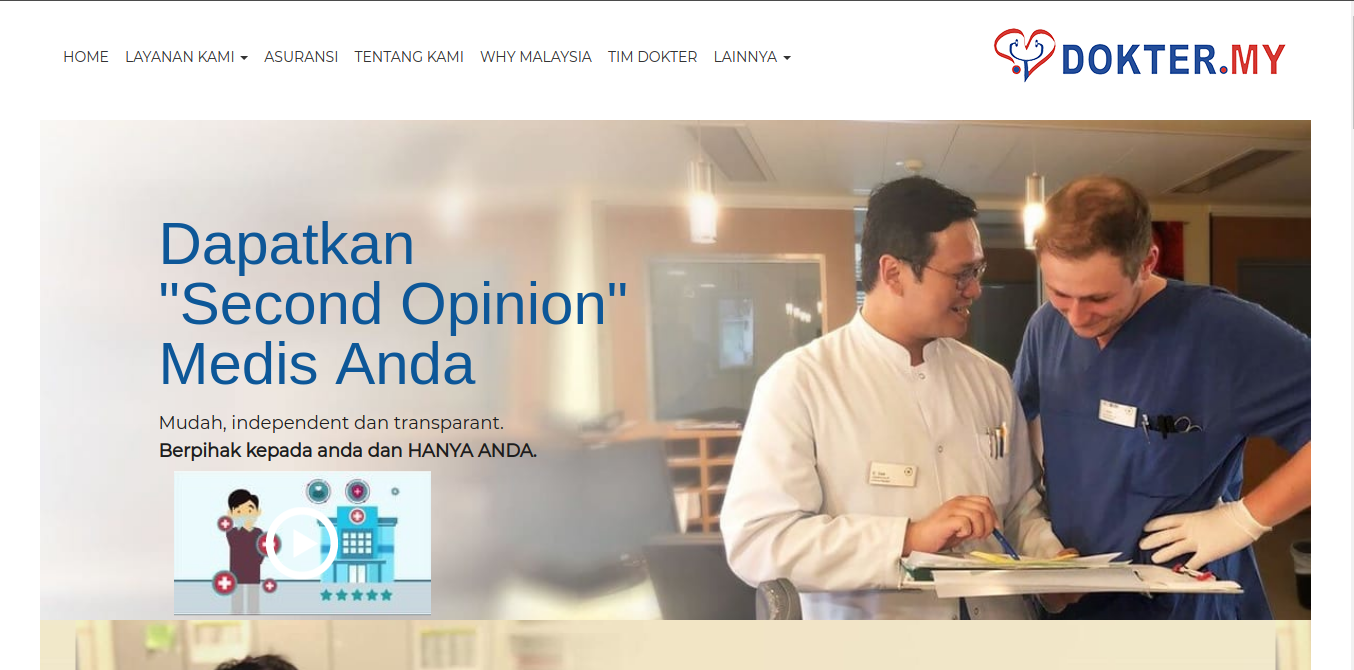 HOME LAYANAN KAMI ASURANSI TENTANG KAMI WHY MALAYSIA TIM DOKTER LAINNYA
DOKTER.MY
Dapatkan
"Second Opinion"
Medis Anda
Mudah, independent dan transparant.
Berpihak kepada anda dan HANYA ANDA.